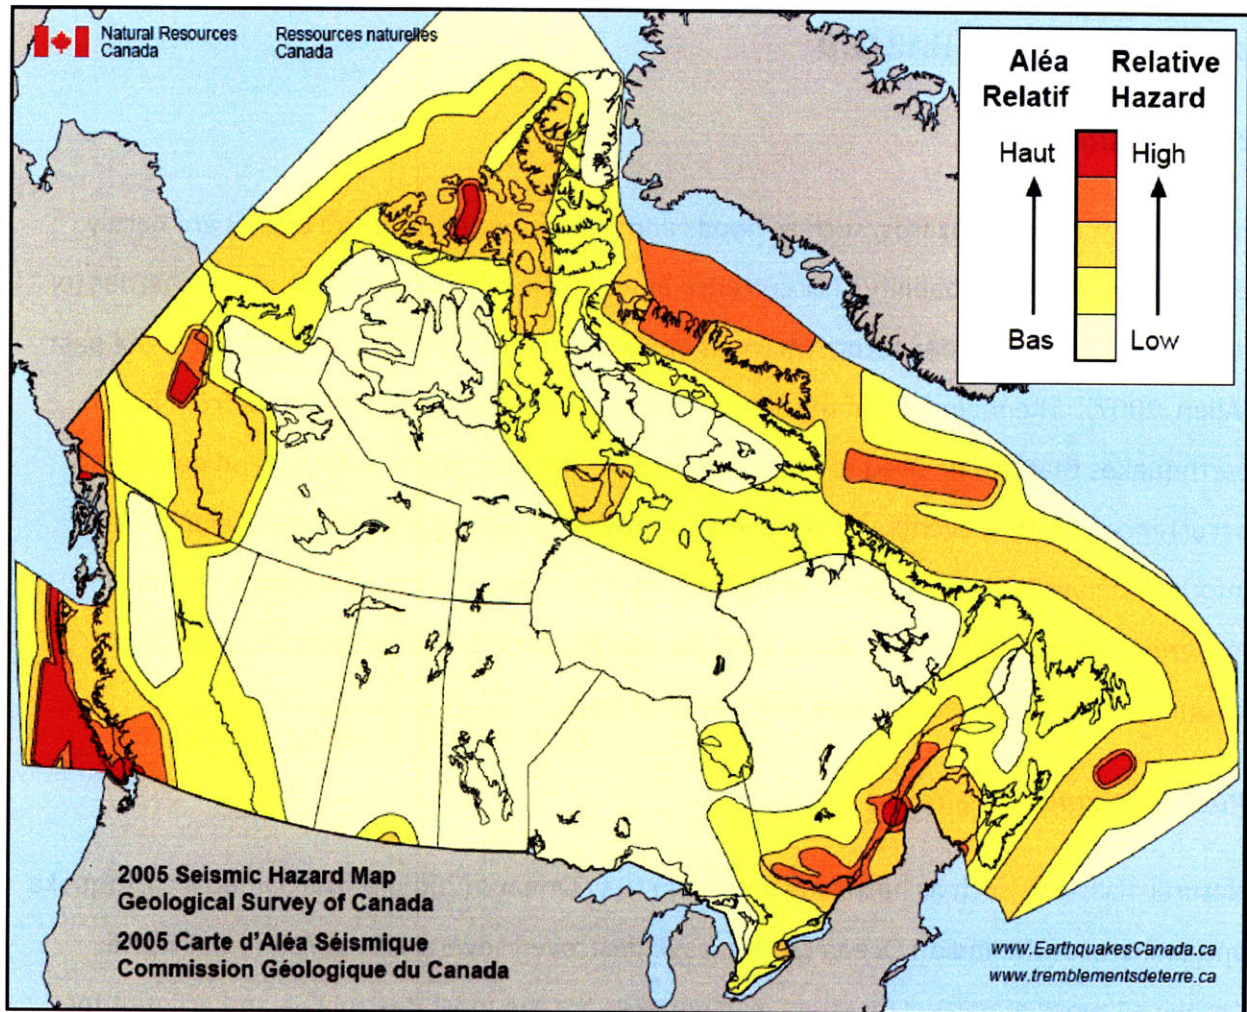 Natural Resources
Canada
Ressources naturelles
Canada
Aléa
Relatif
Relative
Hazard
Haut
High
Bas
Low
2005 Seismic Hazard Map
Geological Survey of Canada
2005 Carte d'Aléa Séismique
Commission Géologique du Canada
www.EarthquakesCanada.ca
www.tremblementsdeterre.ca